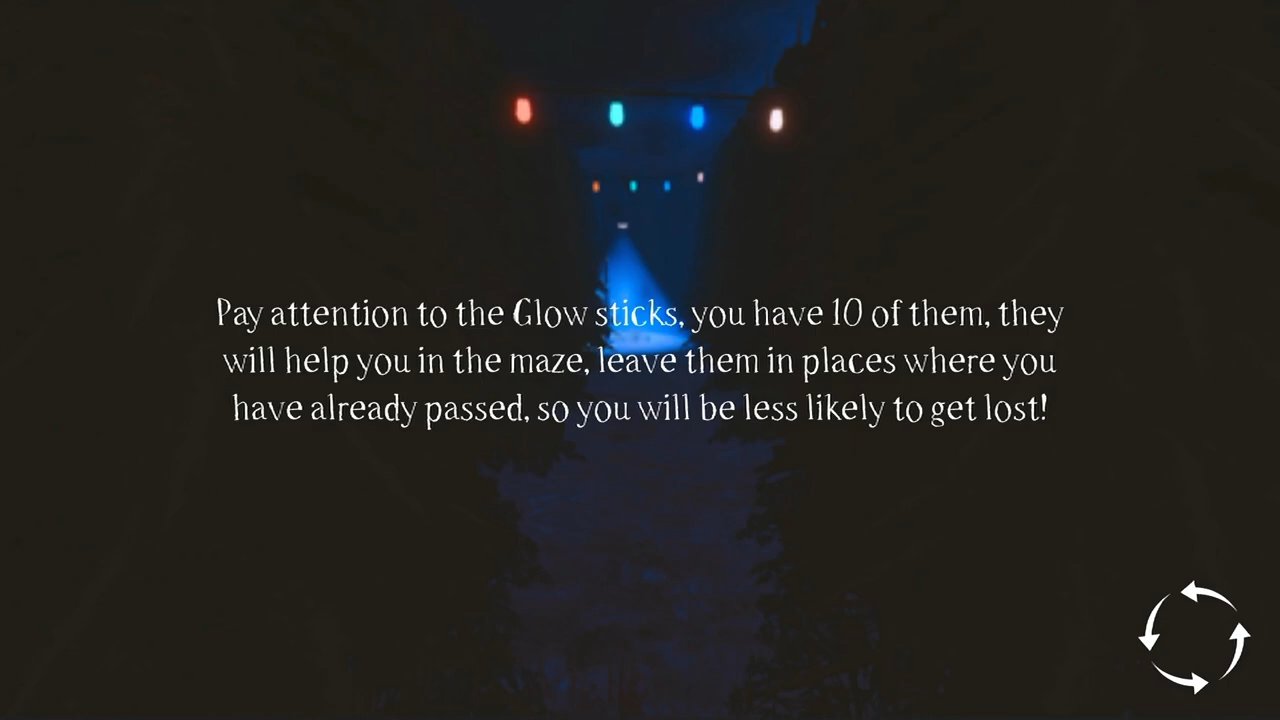 Pay attention to the Glow sticks, you have 10 of them, they
will help you in the maze, leave them in places where you
have already passed, so you will be less likely to get lost!